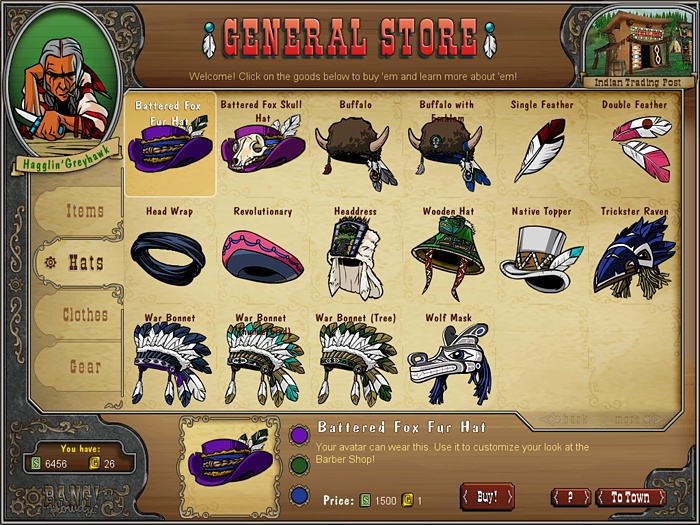 GENERAL STORE
Welcome! Click on the goods below to buy 'em and learn more about 'em!
Indian Trading Post
Hagglin' Greyhawk
Items
Hats
Clothes
Gear
Battered Fox
Fur Hat
Battered Fox Skull
Hat
Buffalo
Buffalo with
Emblem
Single Feather
Double Feather
Head Wrap
Revolutionary
Headdress
Wooden Hat
Native Topper
Trickster Raven
War Bonnet
War Bonnet
War Bonnet (Tree)
Wolf Mask
back
more
You have:
6456
26
BANG!
Howdy
Battered Fox Fur Hat
Your avatar can wear this. Use it to customize your look at the
Barber Shop!
Price: 1500 1
Buy!
?
To Town